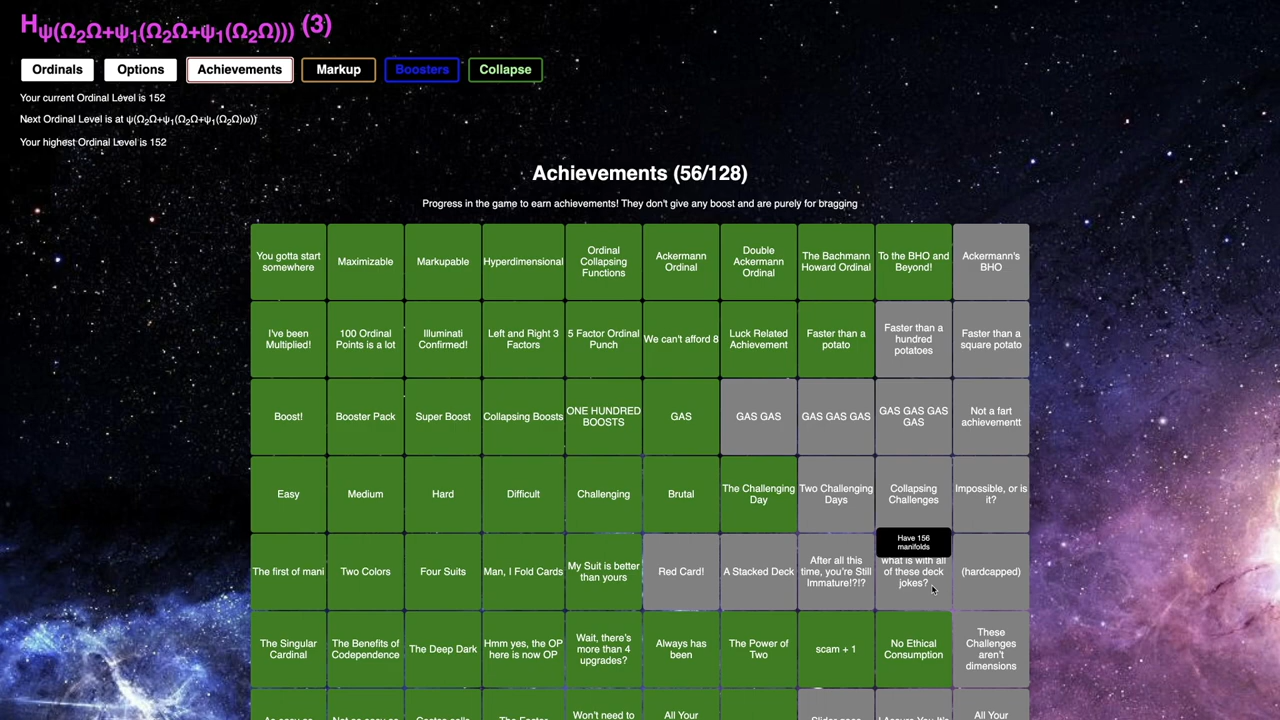 Hψ(Ω₂Ω+ψ₁(Ω₂Ω+ψ₁(Ω₂Ω))) (3)
Ordinals Options Achievements Markup Boosters Collapse
Your current Ordinal Level is 152
Next Ordinal Level is at ψ(Ω₂Ω+ψ₁(Ω₂Ω+ψ₁(Ω₂Ω)ω))
Your highest Ordinal Level is 152
Achievements (56/128)
Progress in the game to earn achievements! They don't give any boost and are purely for bragging
You gotta start
somewhere
Maximizable
Markupable
Hyperdimensional
Ordinal
Collapsing
Functions
Ackermann
Ordinal
Double
Ackermann
Ordinal
The Bachmann
Howard Ordinal
To the BHO and
Beyond!
Ackermann's
BHO
I've been
Multiplied!
100 Ordinal
Points is a lot
Illuminati
Confirmed!
Left and Right 3
Factors
5 Factor Ordinal
Punch
We can't afford 8
Luck Related
Achievement
Faster than a
potato
Faster than a
hundred
potatoes
Faster than a
square potato
Boost!
Booster Pack
Super Boost
Collapsing Boosts
ONE HUNDRED
BOOSTS
GAS
GAS GAS
GAS GAS GAS
GAS GAS GAS
GAS
Not a fart
achievementt
Easy
Medium
Hard
Difficult
Challenging
Brutal
The Challenging
Day
Two Challenging
Days
Collapsing
Challenges
Impossible, or is
it?
Have 156
manifolds
The first of mani
Two Colors
Four Suits
Man, I Fold Cards
My Suit is better
than yours
Red Card!
A Stacked Deck
After all this
time, you're Still
Immature!?!?
what is with all
of these deck
jokes?
(hardcapped)
The Singular
Cardinal
The Benefits of
Codependence
The Deep Dark
Hmm yes, the OP
here is now OP
Wait, there's
more than 4
upgrades?
Always has
been
The Power of
Two
scam + 1
No Ethical
Consumption
These
Challenges
aren't
dimensions
Won't need to
All Your
All Your